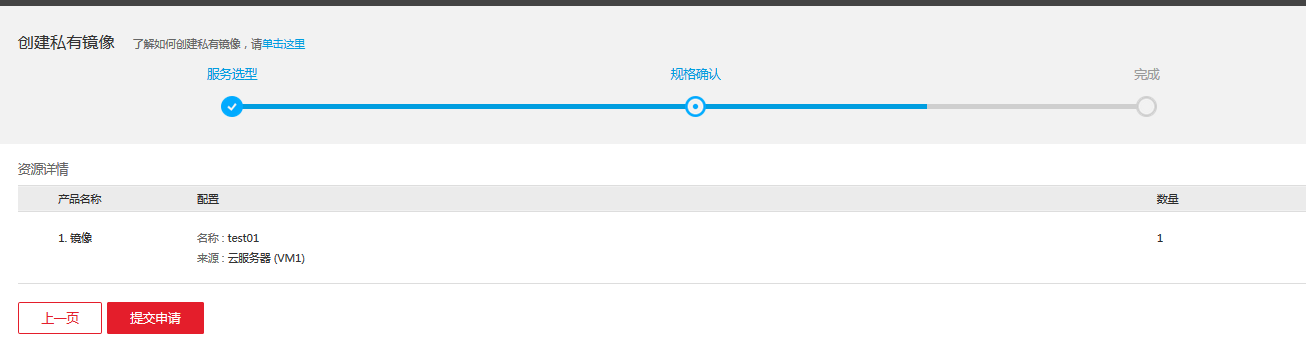 创建私有镜像 了解如何创建私有镜像，请单击这里
服务选型 规格确认 完成
资源详情
产品名称 配置 数量
1. 镜像 名称 : test01 1
来源 : 云服务器 (VM1)
上一页 提交申请